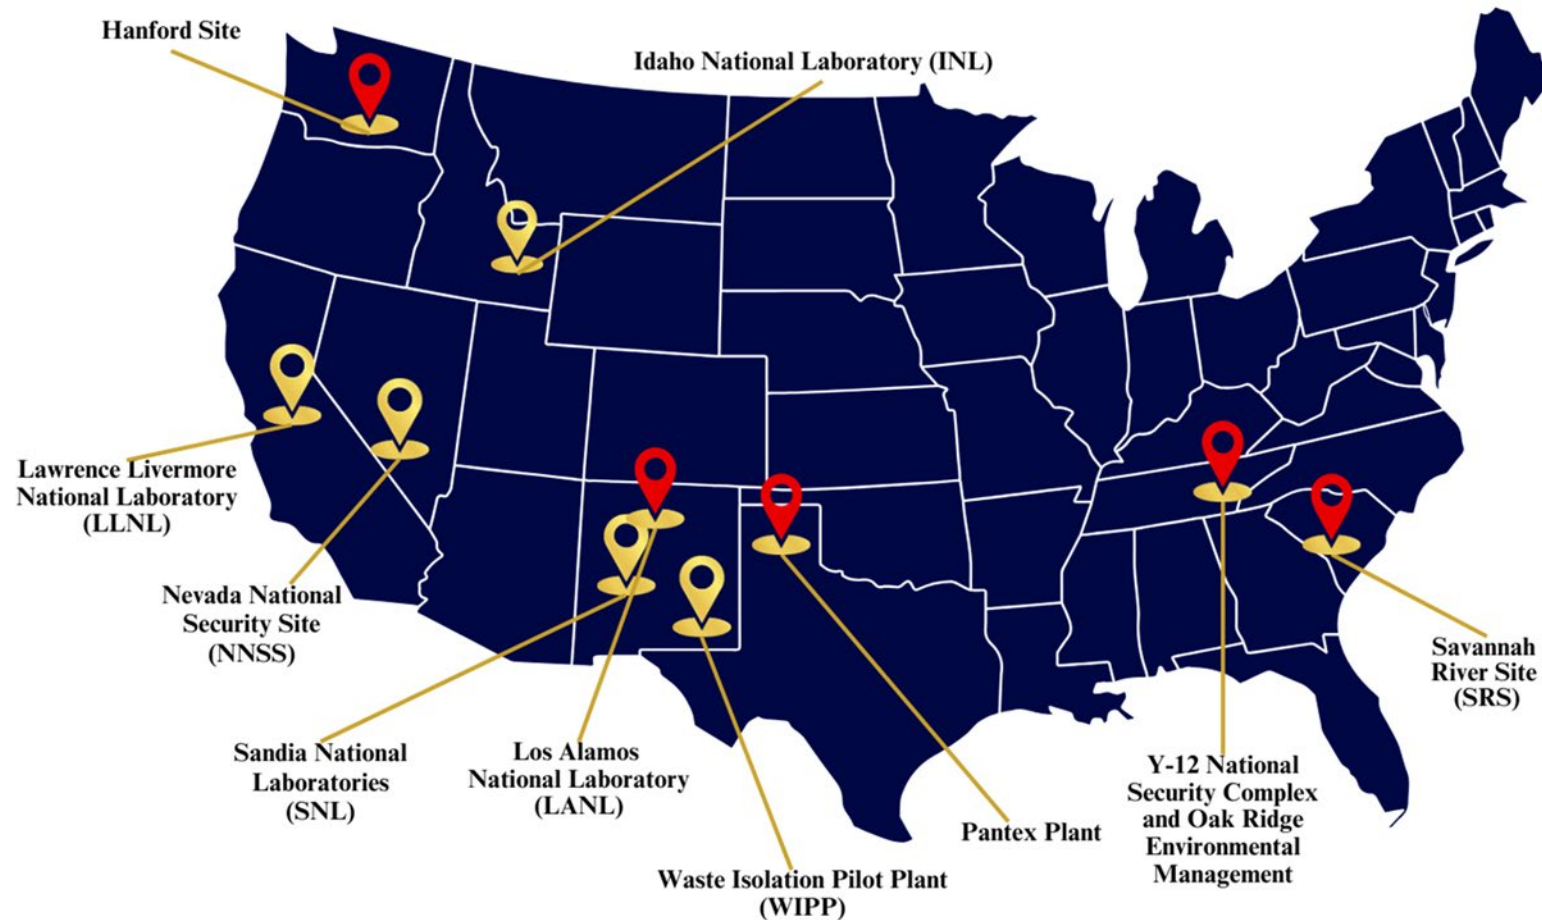 Hanford Site
Idaho National Laboratory (INL)
Lawrence Livermore
National Laboratory
(LLNL)
Nevada National
Security Site
(NNSS)
Sandia National
Laboratories
(SNL)
Los Alamos
National Laboratory
(LANL)
Waste Isolation Pilot Plant
(WIPP)
Pantex Plant
Y-12 National
Security Complex
and Oak Ridge
Environmental
Management
Savannah
River Site
(SRS)